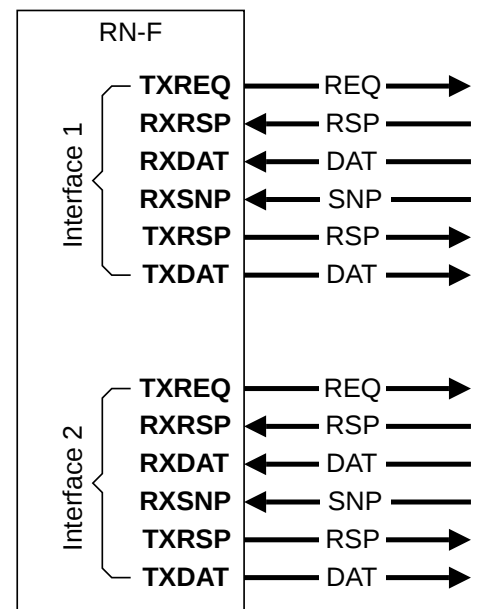 RN-F
Interface 1
TXREQ REQ
RXRSP RSP
RXDAT DAT
RXSNP SNP
TXRSP RSP
TXDAT DAT
Interface 2
TXREQ REQ
RXRSP RSP
RXDAT DAT
RXSNP SNP
TXRSP RSP
TXDAT DAT